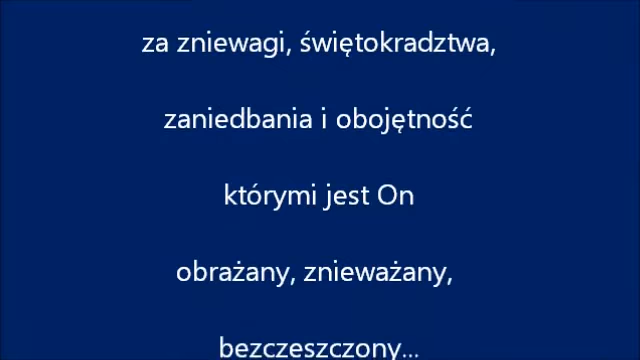 za zniewagi, świętokradztwa,
zaniedbania i obojętność
którymi jest On
obrażany, znieważany,
bezczeszczony...